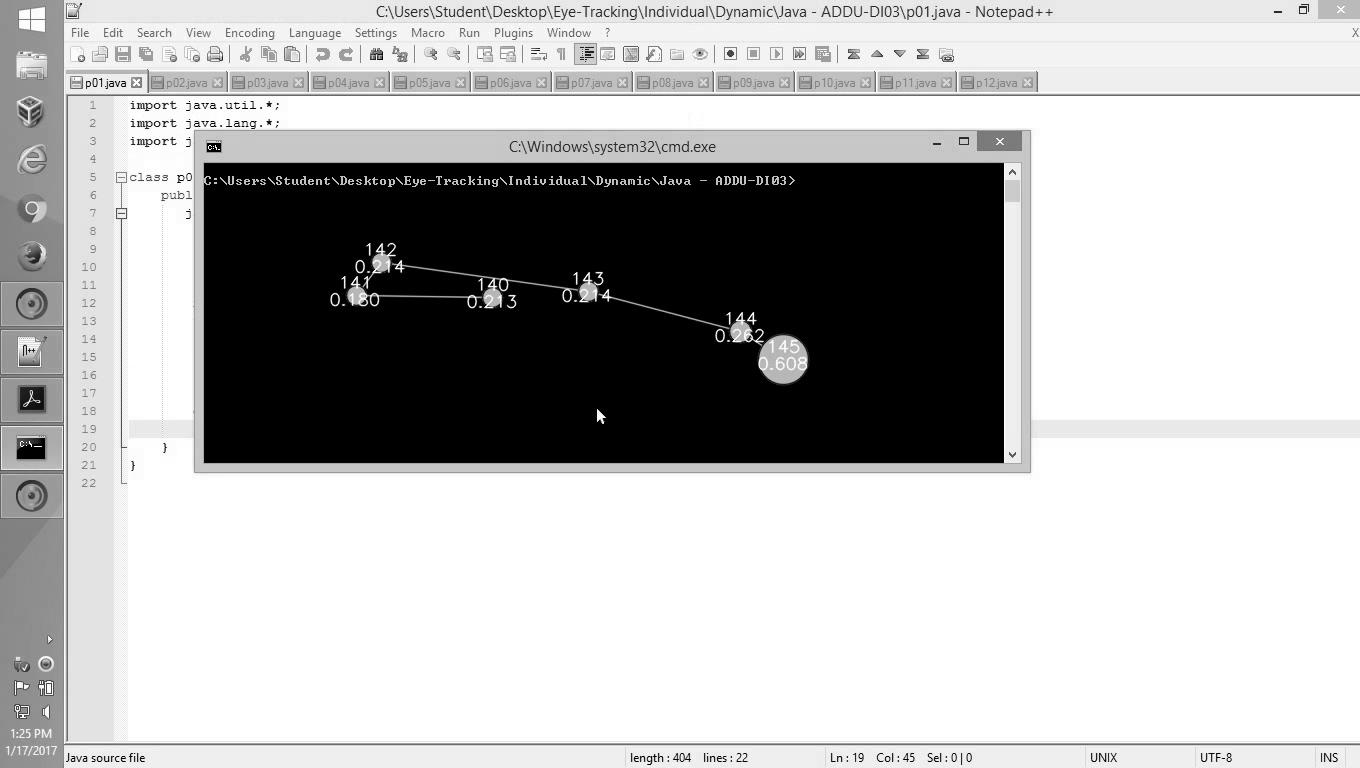 C:\Users\Student\Desktop\Eye-Tracking\Individual\Dynamic\Java - ADDU-DI03\p01.java - Notepad++
File Edit Search View Encoding Language Settings Macro Run Plugins Window ? X
p01.java p02.java p03.java p04.java p05.java p06.java p07.java p08.java p09.java p10.java p11.java p12.java
1 import java.util.*;
2 import java.lang.*;
3 import j
4
5 class p0
6 publ
7 j
8
9
10
11
12
13
14
15
16
17
18
19
20 }
21 }
22
C:\Windows\system32\cmd.exe
C:\Users\Student\Desktop\Eye-Tracking\Individual\Dynamic\Java - ADDU-DI03>
142
0.214
141
0.180
140
0.213
143
0.214
144
0.262
145
0.608
1:25 PM
1/17/2017
Java source file length : 404 lines : 22 Ln : 19 Col : 45 Sel : 0 | 0 UNIX UTF-8 INS